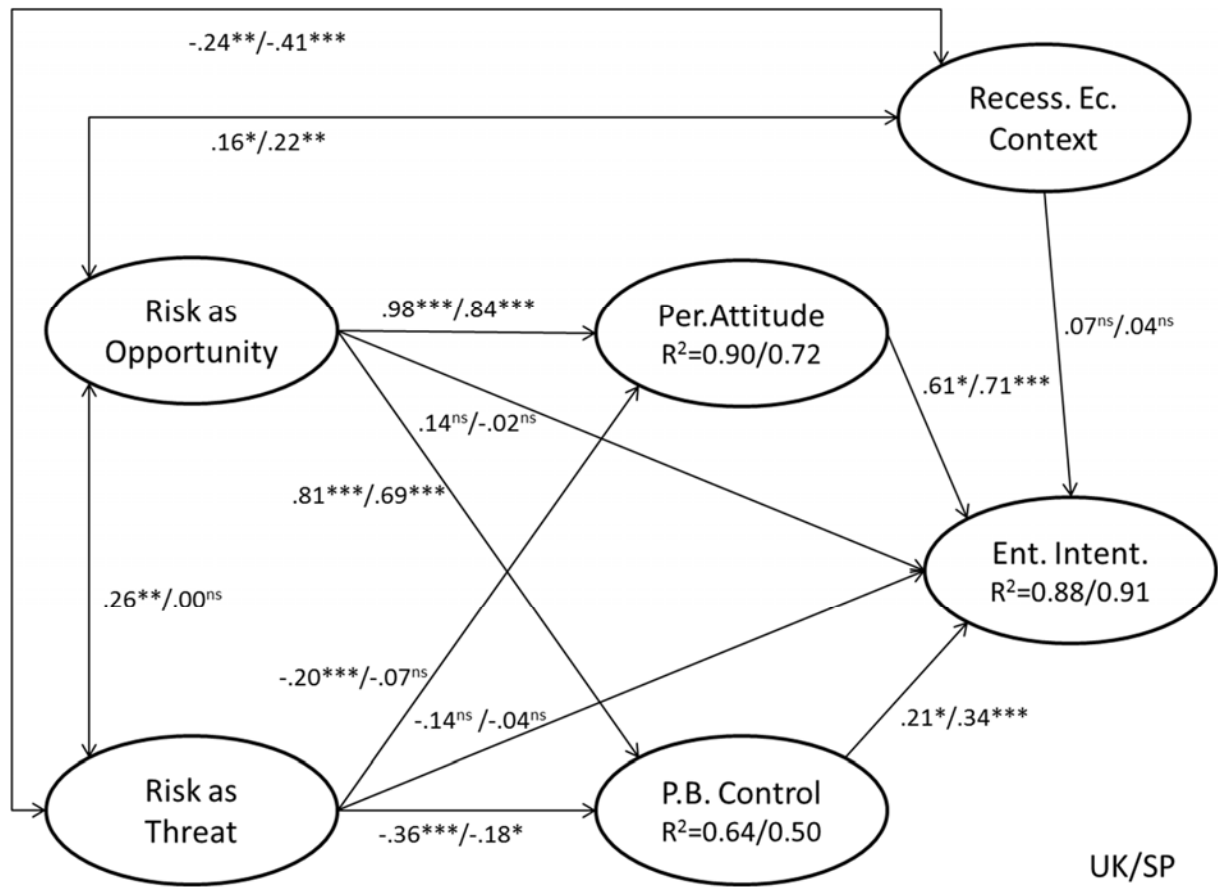 -.24**/-.41***
Recess. Ec.
Context
.16*/.22**
Risk as
Opportunity
.98***/.84***
Per.Attitude
R²=0.90/0.72
.07ⁿˢ/.04ⁿˢ
.61*/.71***
.14ⁿˢ/-.02ⁿˢ
.81***/.69***
Ent. Intent.
R²=0.88/0.91
.26**/.00ⁿˢ
-.20***/-.07ⁿˢ
-.14ⁿˢ /-.04ⁿˢ
.21*/.34***
Risk as
Threat
-.36***/-.18*
P.B. Control
R²=0.64/0.50
UK/SP